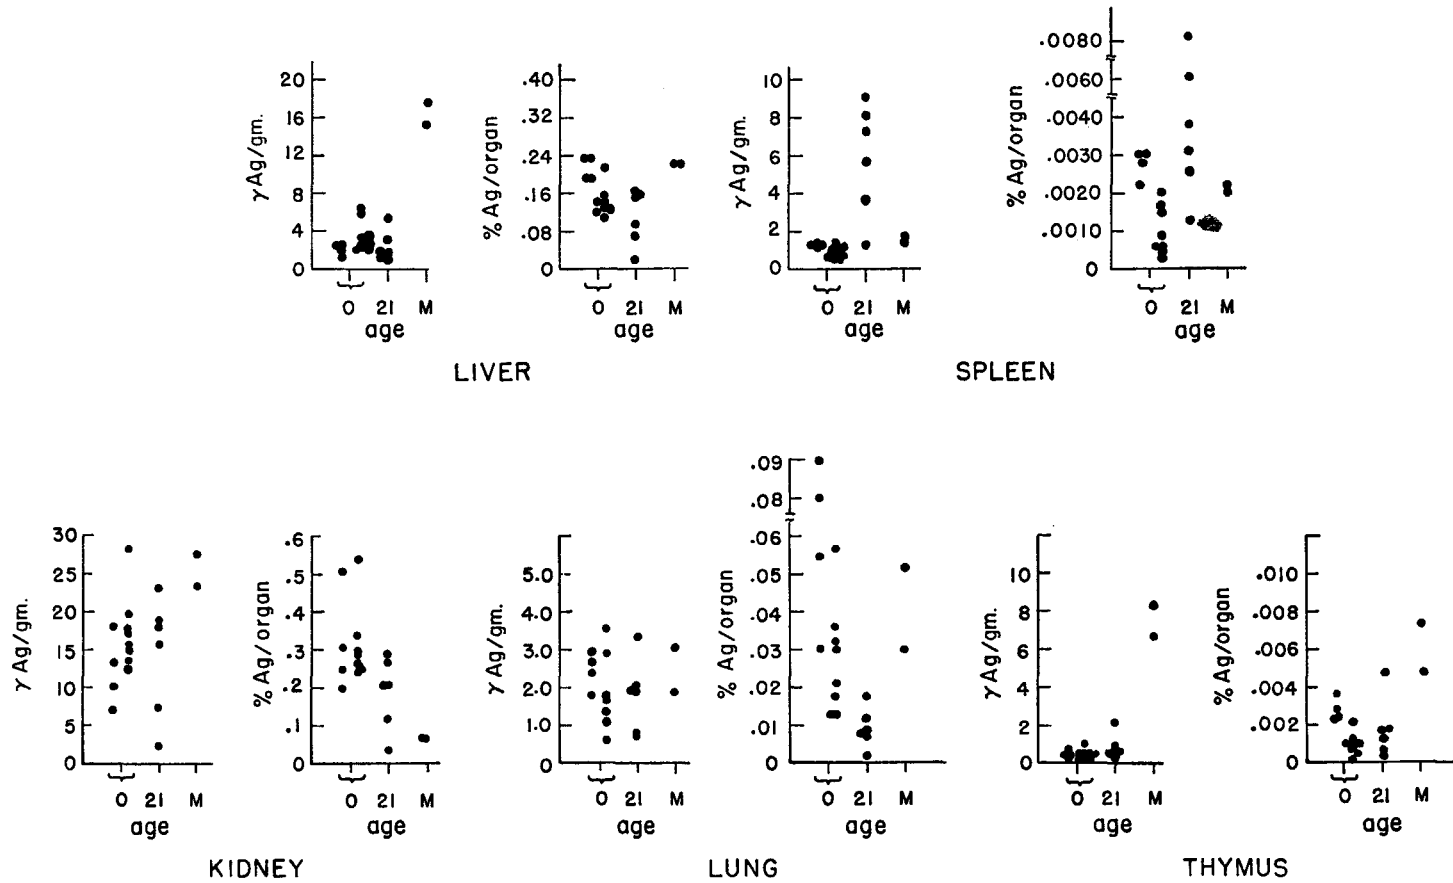 γ Ag/gm.
20
16
12
8
4
0
0 21 M
age
% Ag/organ
.40
.32
.24
.16
.08
0
0 21 M
age
LIVER
γ Ag/gm.
10
8
6
4
2
0
0 21 M
age
% Ag/organ
.0080
.0060
.0040
.0030
.0020
.0010
0
0 21 M
age
SPLEEN
γ Ag/gm.
30
25
20
15
10
5
0
0 21 M
age
% Ag/organ
.6
.5
.4
.3
.2
.1
0
0 21 M
age
KIDNEY
γ Ag/gm.
5.0
4.0
3.0
2.0
1.0
0
0 21 M
age
% Ag/organ
.09
.08
.06
.05
.04
.03
.02
.01
0
0 21 M
age
LUNG
γ Ag/gm.
10
8
6
4
2
0
0 21 M
age
% Ag/organ
.010
.008
.006
.004
.002
0
0 21 M
age
THYMUS